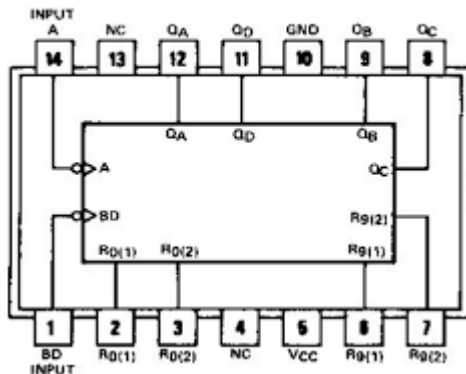 INPUT
A NC QA QD GND QB QC
14 13 12 11 10 9 8
QA QD QB
A QC
BD R9(2)
R0(1) R0(2) R9(1)
1 2 3 4 5 6 7
BD R0(1) R0(2) NC VCC R9(1) R9(2)
INPUT